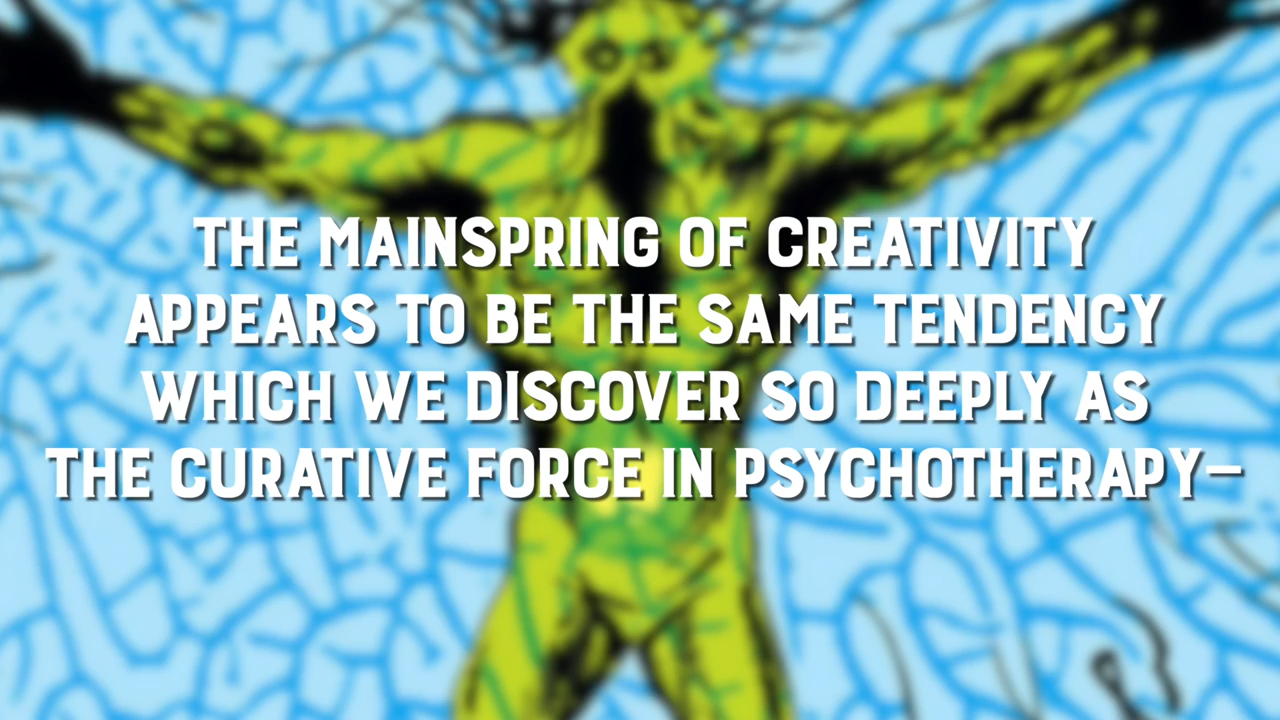 THE MAINSPRING OF CREATIVITY
APPEARS TO BE THE SAME TENDENCY
WHICH WE DISCOVER SO DEEPLY AS
THE CURATIVE FORCE IN PSYCHOTHERAPY—